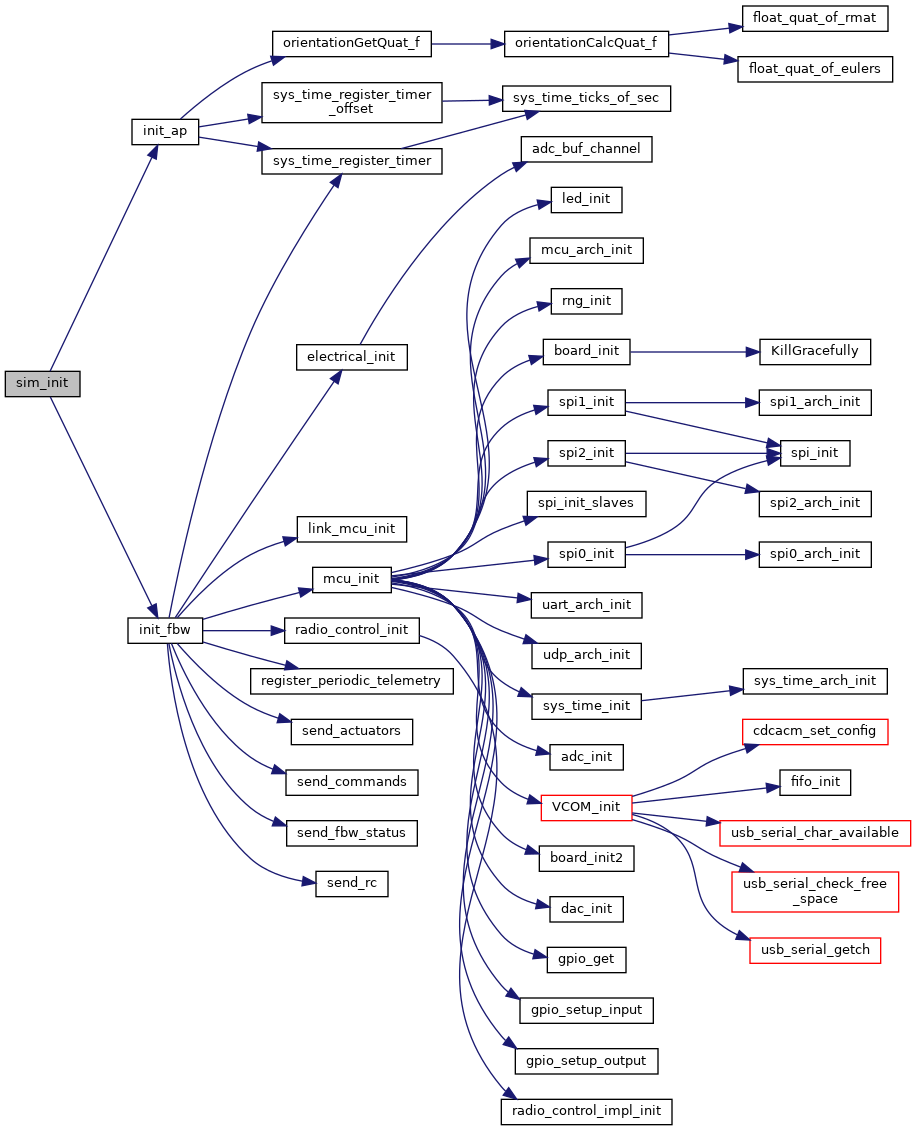 float_quat_of_rmat
orientationGetQuat_f
orientationCalcQuat_f
float_quat_of_eulers
sys_time_register_timer
_offset
sys_time_ticks_of_sec
init_ap
adc_buf_channel
sys_time_register_timer
led_init
mcu_arch_init
rng_init
electrical_init
board_init
KillGracefully
sim_init
spi1_init
spi1_arch_init
spi2_init
spi_init
spi_init_slaves
spi2_arch_init
link_mcu_init
spi0_init
spi0_arch_init
mcu_init
uart_arch_init
init_fbw
radio_control_init
udp_arch_init
register_periodic_telemetry
sys_time_arch_init
sys_time_init
send_actuators
cdcacm_set_config
adc_init
send_commands
fifo_init
VCOM_init
send_fbw_status
usb_serial_char_available
board_init2
send_rc
usb_serial_check_free
_space
dac_init
usb_serial_getch
gpio_get
gpio_setup_input
gpio_setup_output
radio_control_impl_init